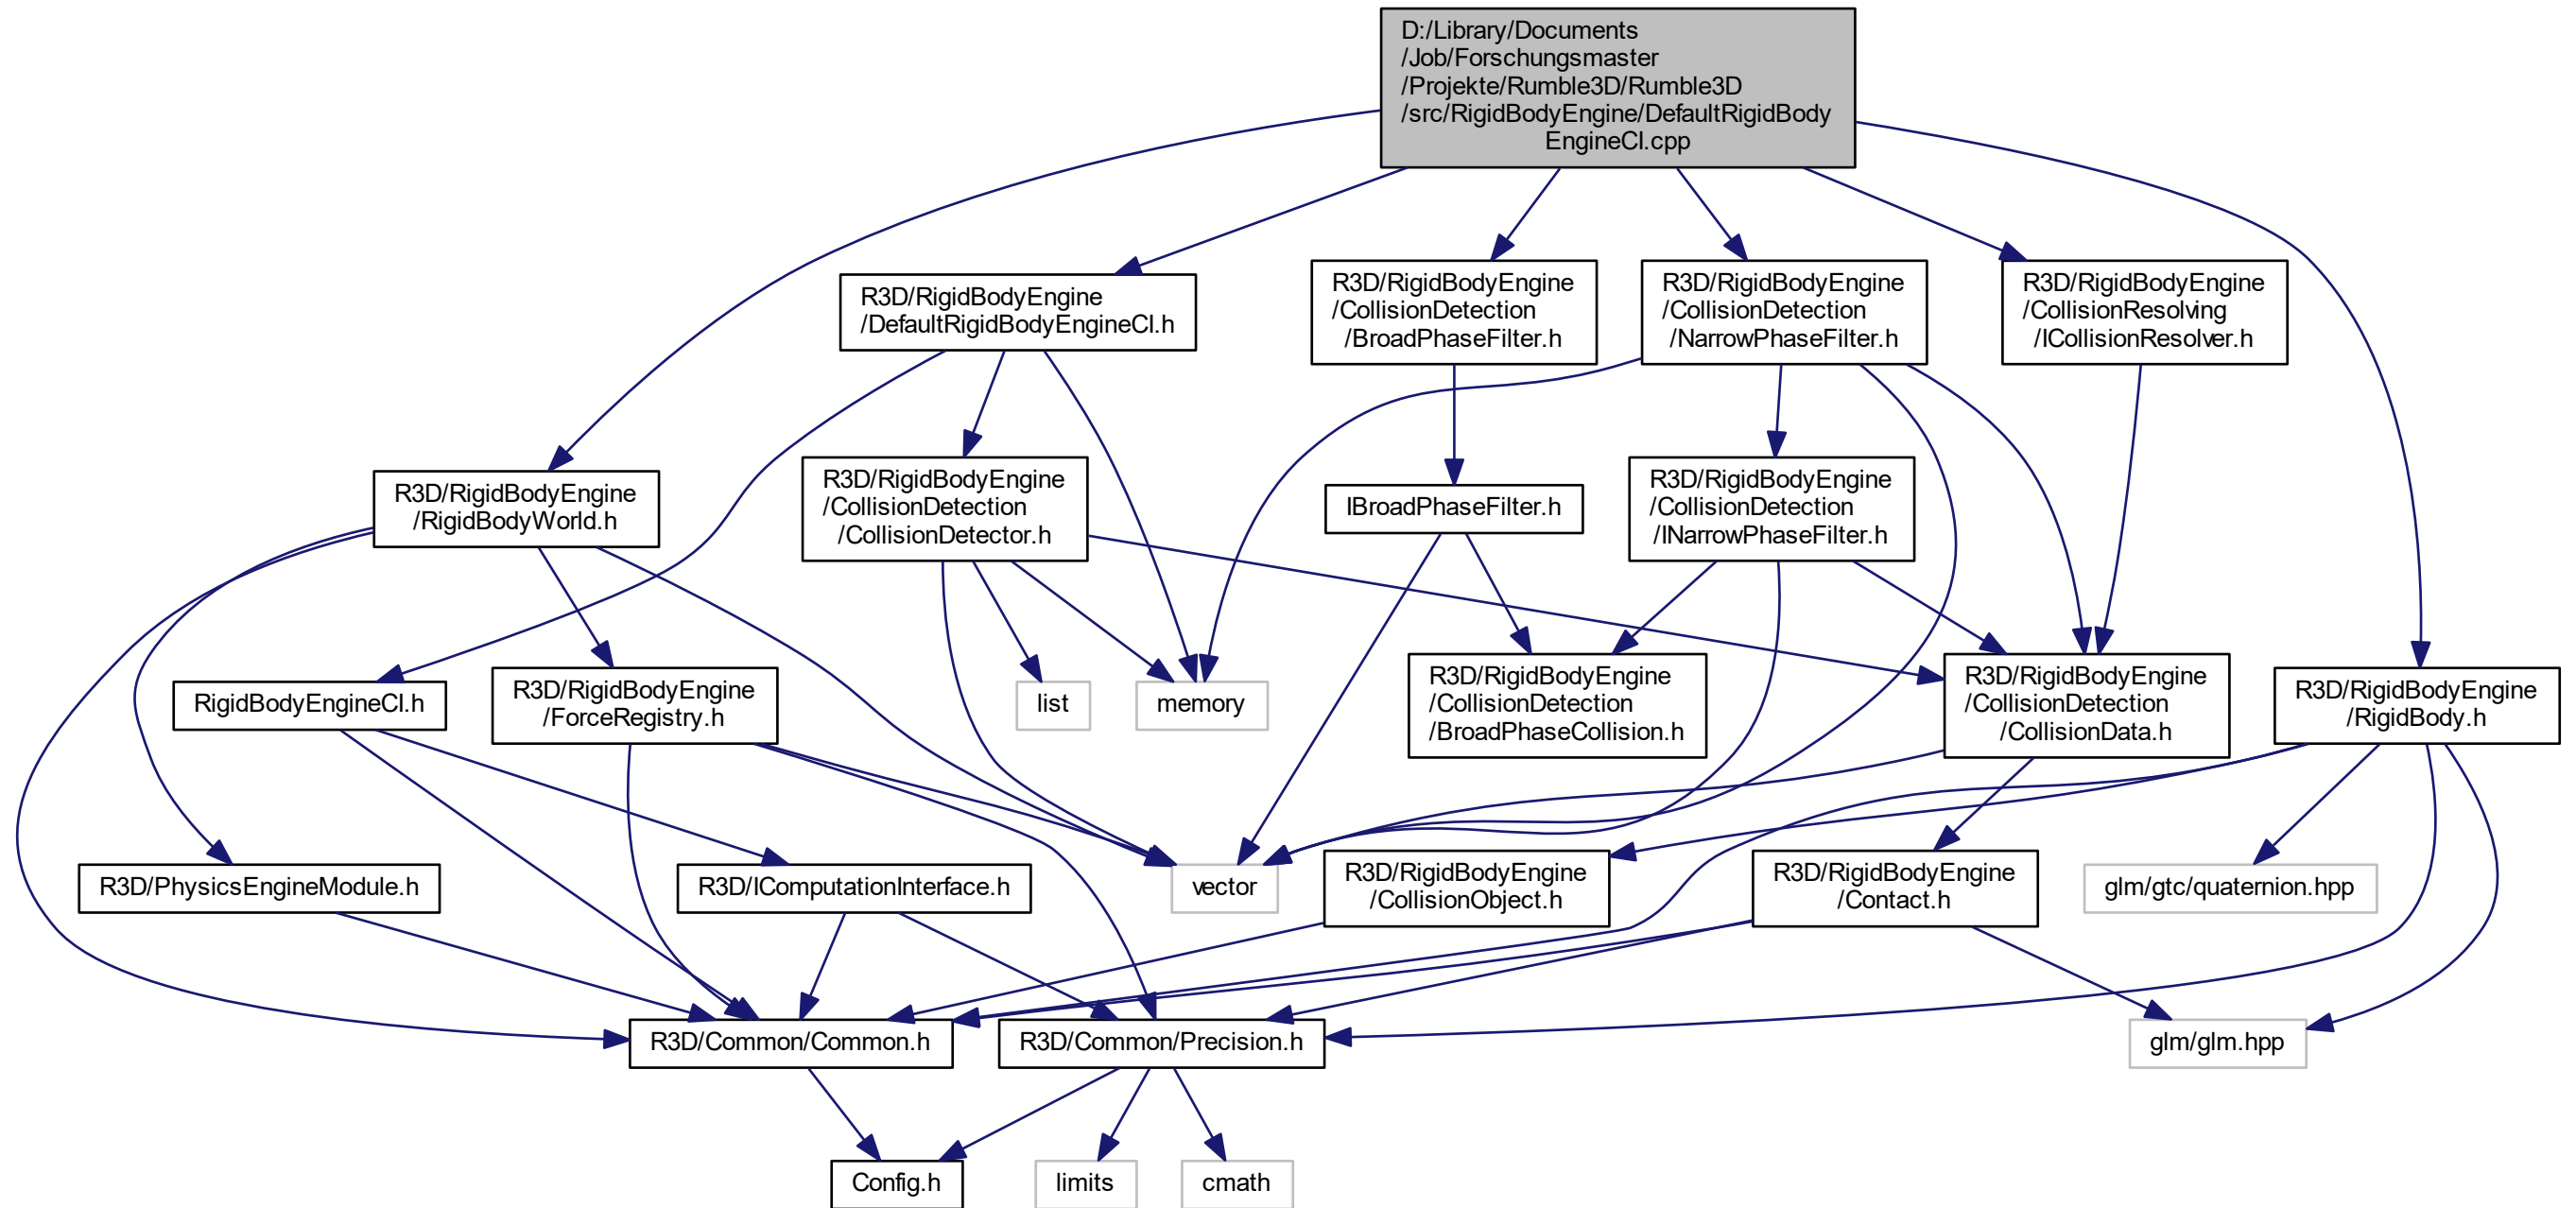 D:/Library/Documents
/Job/Forschungsmaster
/Projekte/Rumble3D/Rumble3D
/src/RigidBodyEngine/DefaultRigidBody
EngineCI.cpp
R3D/RigidBodyEngine
/DefaultRigidBodyEngineCI.h
R3D/RigidBodyEngine
/CollisionDetection
/BroadPhaseFilter.h
R3D/RigidBodyEngine
/CollisionDetection
/NarrowPhaseFilter.h
R3D/RigidBodyEngine
/CollisionResolving
/ICollisionResolver.h
R3D/RigidBodyEngine
/RigidBodyWorld.h
R3D/RigidBodyEngine
/CollisionDetection
/CollisionDetector.h
IBroadPhaseFilter.h
R3D/RigidBodyEngine
/CollisionDetection
/INarrowPhaseFilter.h
RigidBodyEngineCI.h
R3D/RigidBodyEngine
/ForceRegistry.h
list
memory
R3D/RigidBodyEngine
/CollisionDetection
/BroadPhaseCollision.h
R3D/RigidBodyEngine
/CollisionDetection
/CollisionData.h
R3D/RigidBodyEngine
/RigidBody.h
R3D/PhysicsEngineModule.h
R3D/IComputationInterface.h
vector
R3D/RigidBodyEngine
/CollisionObject.h
R3D/RigidBodyEngine
/Contact.h
glm/gtc/quaternion.hpp
R3D/Common/Common.h
R3D/Common/Precision.h
glm/glm.hpp
Config.h
limits
cmath